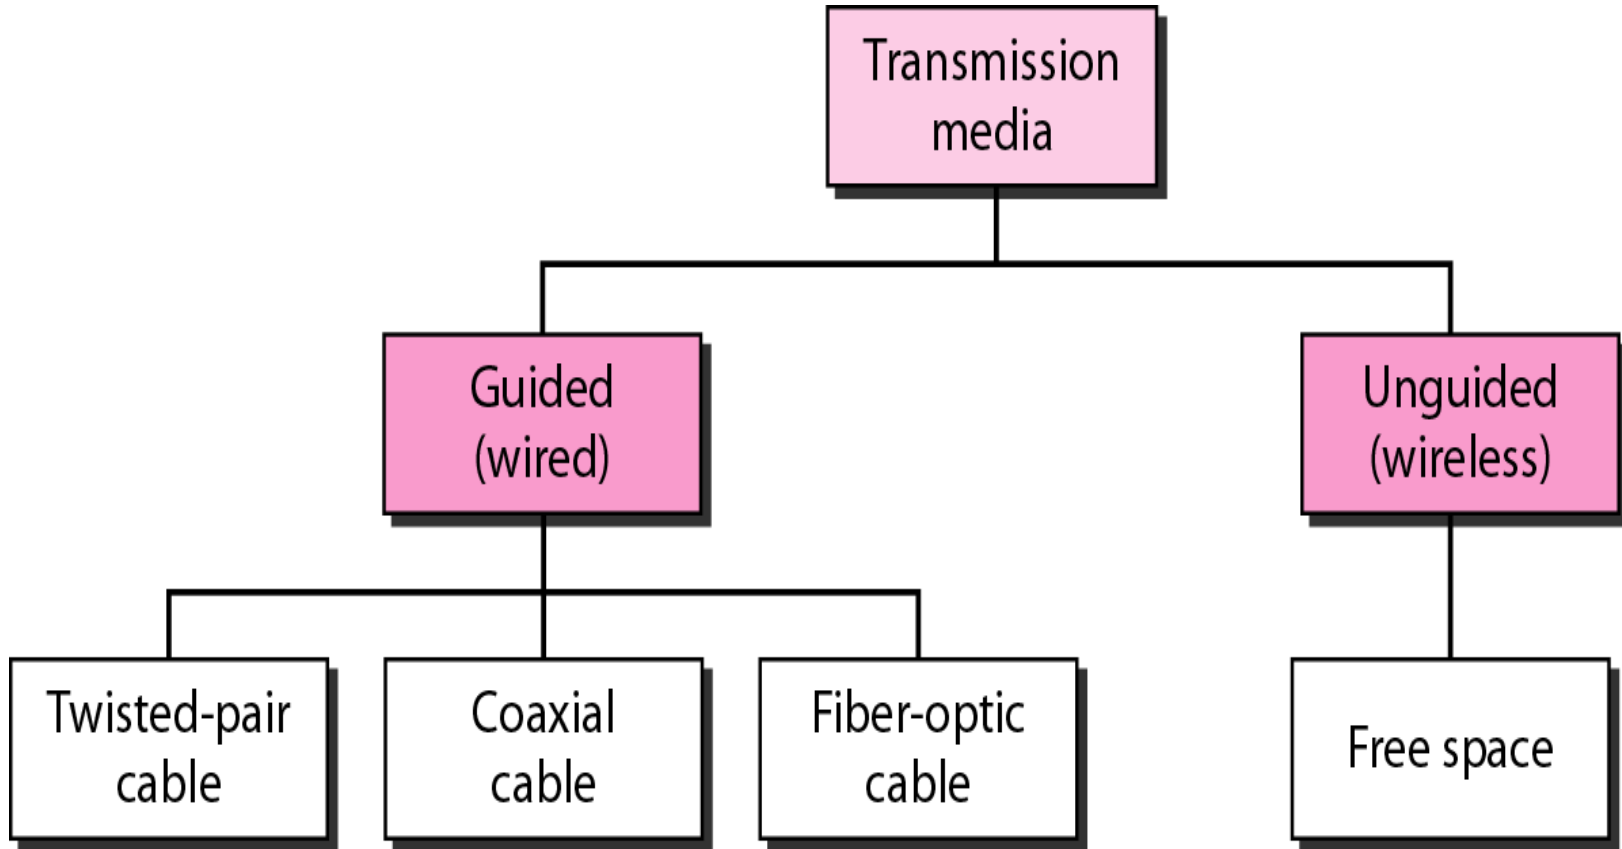 Transmission
media
Guided
(wired)
Unguided
(wireless)
Twisted-pair
cable
Coaxial
cable
Fiber-optic
cable
Free space